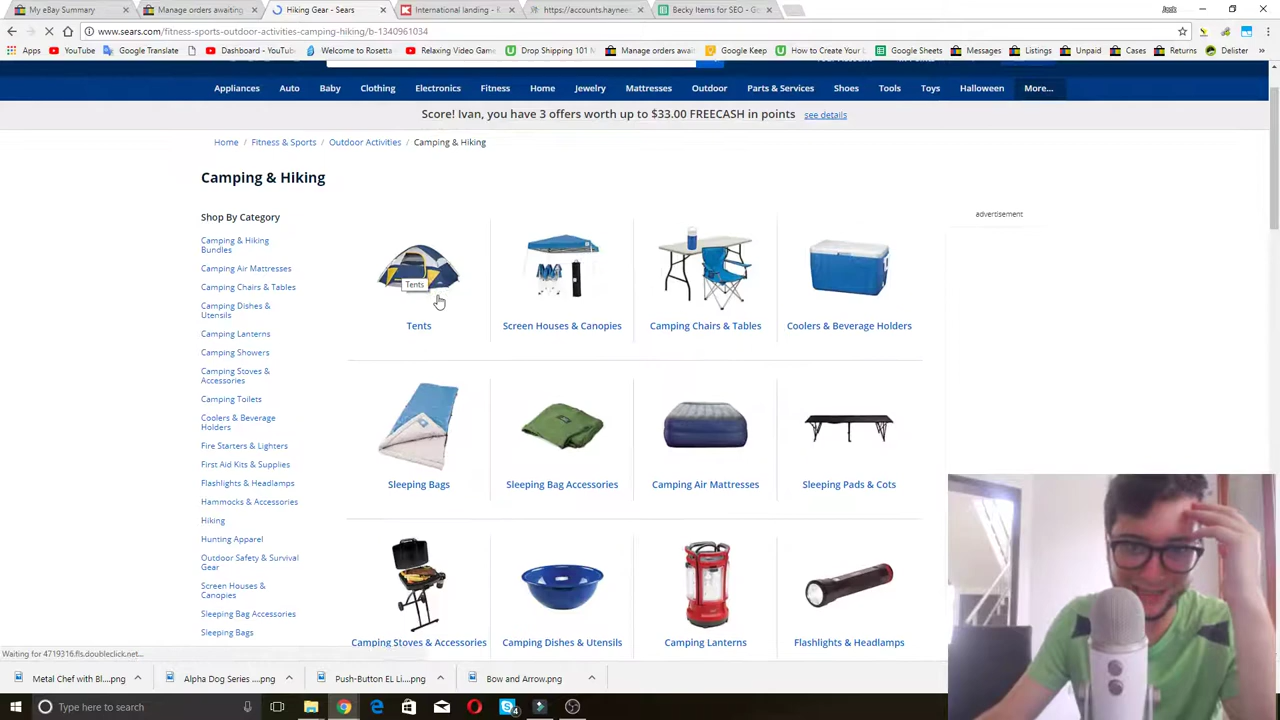 My eBay Summary
Manage orders awaiting
Hiking Gear - Sears
International landing -
https://accounts.haynee
Becky Items for SEO - G
www.sears.com/fitness-sports-outdoor-activities-camping-hiking/b-1340961034
Apps YouTube Google Translate Dashboard - YouTu Welcome to Rosetta Relaxing Video Game Drop Shipping 101 Manage orders await Google Keep How to Create Your L Google Sheets Messages Listings Unpaid Cases Returns Delister
Appliances Auto Baby Clothing Electronics Fitness Home Jewelry Mattresses Outdoor Parts & Services Shoes Tools Toys Halloween More...
Score! Ivan, you have 3 offers worth up to $33.00 FREECASH in points see details
Home / Fitness & Sports / Outdoor Activities / Camping & Hiking
Camping & Hiking
Shop By Category
Camping & Hiking
Bundles
Camping Air Mattresses
Camping Chairs & Tables
Camping Dishes &
Utensils
Camping Lanterns
Camping Showers
Camping Stoves &
Accessories
Camping Toilets
Coolers & Beverage
Holders
Fire Starters & Lighters
First Aid Kits & Supplies
Flashlights & Headlamps
Hammocks & Accessories
Hiking
Hunting Apparel
Outdoor Safety & Survival
Gear
Screen Houses &
Canopies
Sleeping Bag Accessories
Sleeping Bags
advertisement
Tents
Tents Screen Houses & Canopies Camping Chairs & Tables Coolers & Beverage Holders
Sleeping Bags Sleeping Bag Accessories Camping Air Mattresses Sleeping Pads & Cots
Camping Stoves & Accessories Camping Dishes & Utensils Camping Lanterns Flashlights & Headlamps
Waiting for 4719316.fls.doubleclick.net...
Metal Chef with Bl....png
Alpha Dog Series ....png
Push-Button EL Li....png
Bow and Arrow.png
Type here to search
4